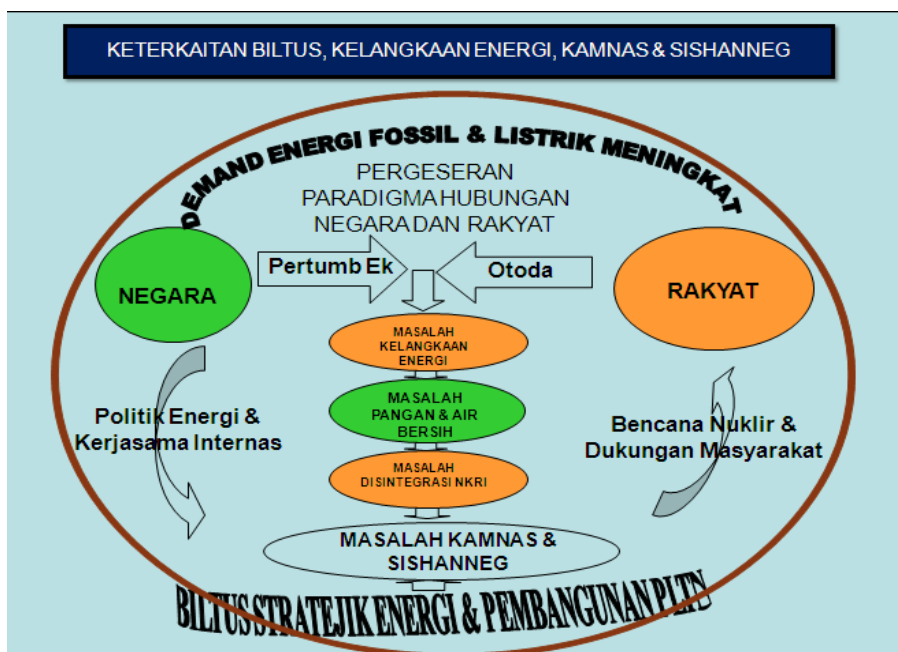 KETERKAITAN BILTUS, KELANGKAAN ENERGI, KAMNAS & SISHANNEG
DEMAND ENERGI FOSSIL & LISTRIK MENINGKAT
PERGESERAN
PARADIGMA HUBUNGAN
NEGARA DAN RAKYAT
NEGARA
Pertumb Ek
Otoda
RAKYAT
MASALAH
KELANGKAAN
ENERGI
MASALAH
PANGAN & AIR
BERSIH
Politik Energi &
Kerjasama Internas
Bencana Nuklir &
Dukungan Masyarakat
MASALAH
DISINTEGRASI NKRI
MASALAH KAMNAS &
SISHANNEG
BILTUS STRATEJIK ENERGI & PEMBANGUNAN PLTN